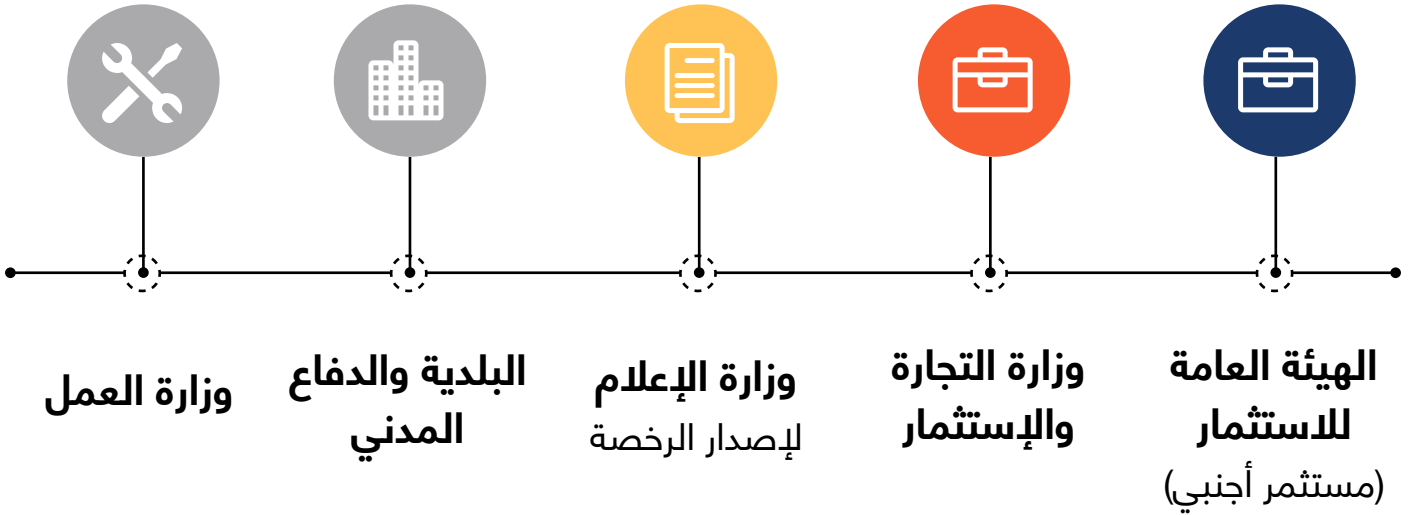 الهيئة العامة
للاستثمار
(مستثمر أجنبي)
وزارة التجارة
والإستثمار
وزارة الإعلام
لإصدار الرخصة
البلدية والدفاع
المدني
وزارة العمل